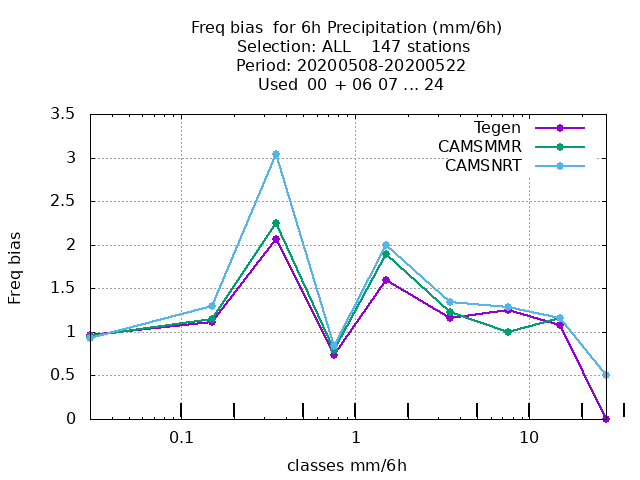 Freq bias  for 6h Precipitation (mm/6h)
Selection: ALL    147 stations
Period: 20200508-20200522
Used  00  + 06 07 ... 24
3.5
3
2.5
2
1.5
1
0.5
0
Freq bias
Tegen
CAMSMMR
CAMSNRT
0.1
1
10
classes mm/6h